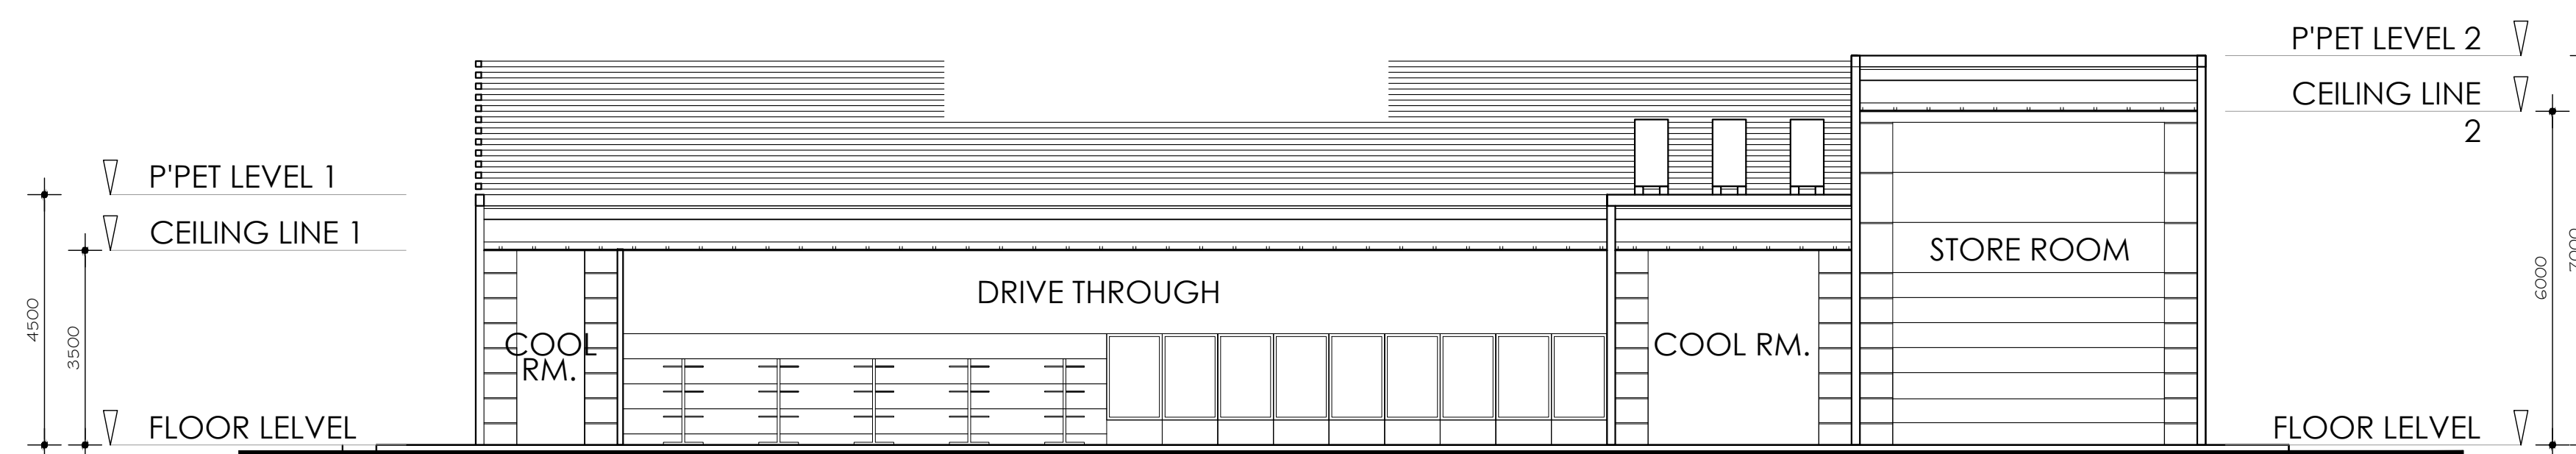 P'PET LEVEL 2
CEILING LINE
2
P'PET LEVEL 1
CEILING LINE 1
STORE ROOM
DRIVE THROUGH
COOL
RM.
COOL RM.
4500
3500
6000
7000
FLOOR LELVEL
FLOOR LELVEL